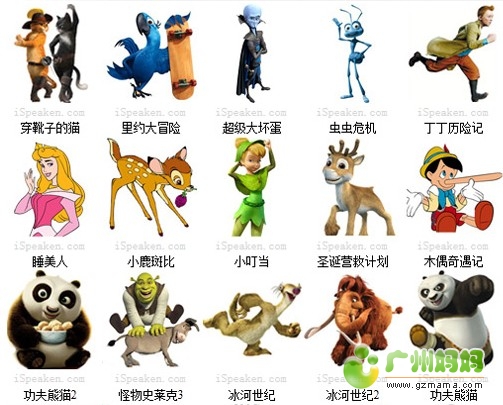 iSpeaken.com iSpeaken.com iSpeaken.com iSpeaken.com iSpeaken.com
穿靴子的猫 里约大冒险 超级大坏蛋 虫虫危机 丁丁历险记
iSpeaken.com iSpeaken.com iSpeaken.com iSpeaken.com iSpeaken.com
睡美人 小鹿斑比 小叮当 圣诞营救计划 木偶奇遇记
iSpeaken.com iSpeaken.com iSpeaken.com
广州妈妈
www.gzmama.com
功夫熊猫2 怪物史莱克3 冰河世纪 冰河世纪2 功夫熊猫